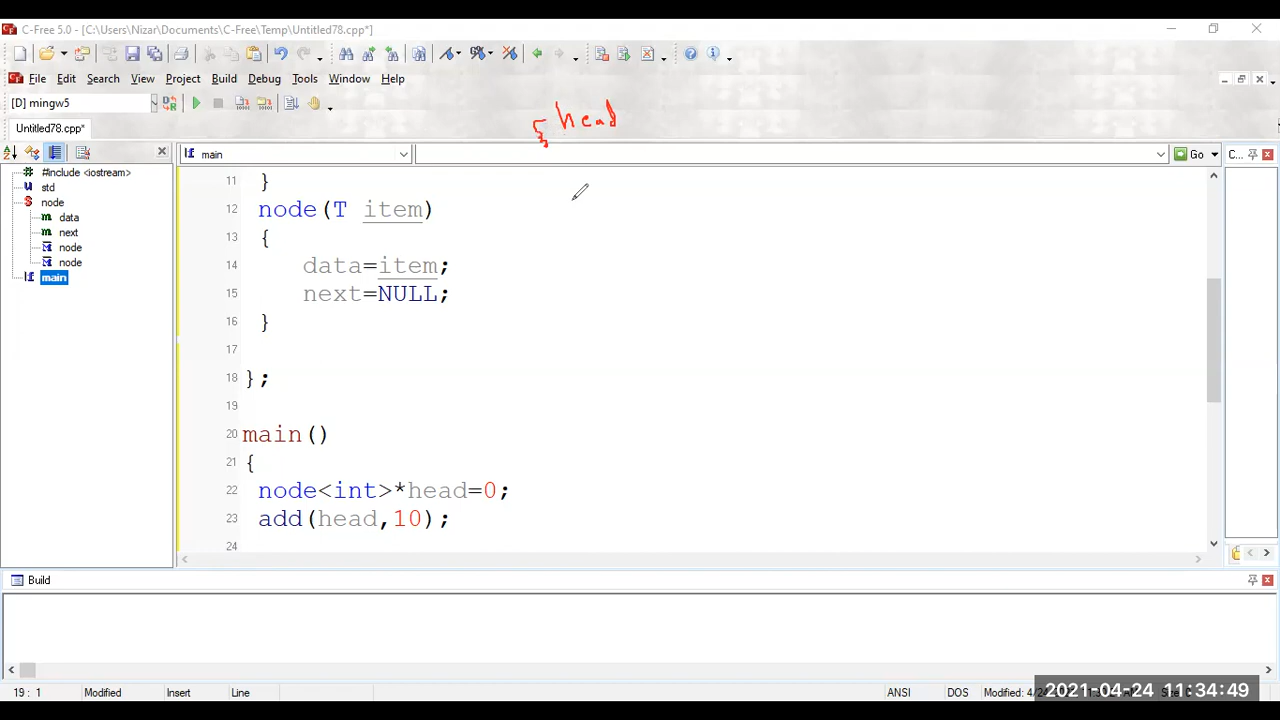 C-Free 5.0 - [C:\Users\Nizar\Documents\C-Free\Temp\Untitled78.cpp*]
File Edit Search View Project Build Debug Tools Window Help
[D] mingw5
head
Untitled78.cpp*
main
Go
C...
#include <iostream>
std
node
data
next
node
node
main
11 }
12 node(T item)
13 {
14 data=item;
15 next=NULL;
16 }
17
18 };
19
20 main()
21 {
22 node<int>*head=0;
23 add(head,10);
24
Build
19 : 1 Modified Insert Line ANSI DOS Modified: 4/24
2021-04-24 11:34:49